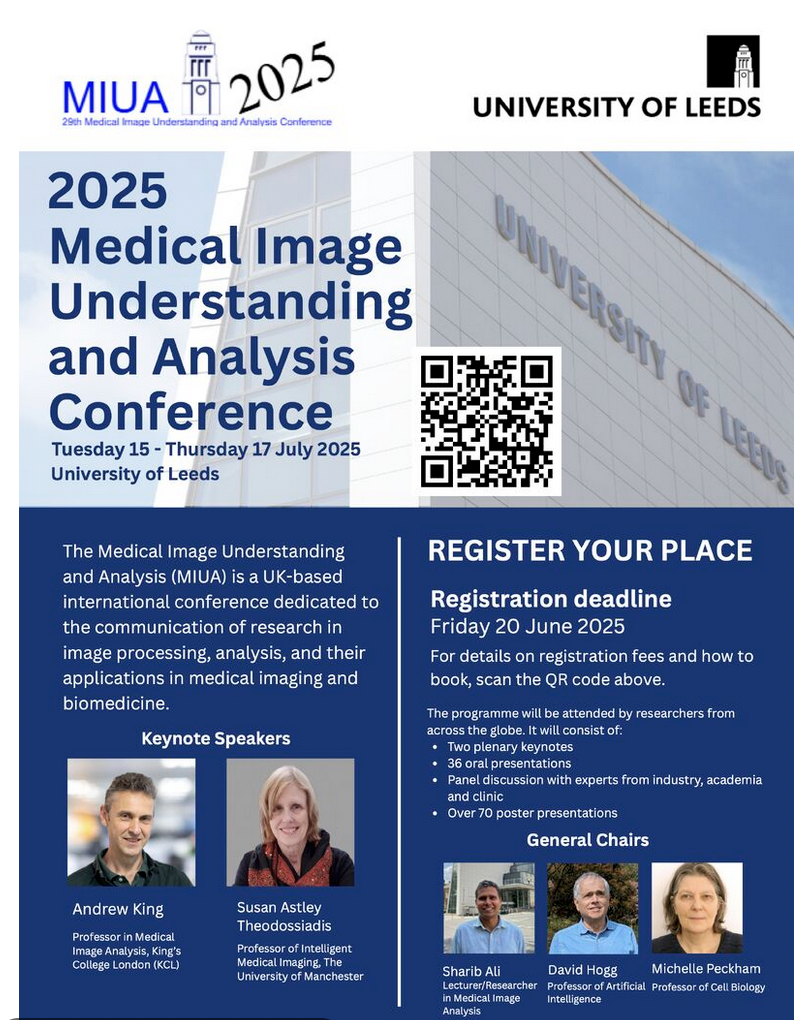 MIUA 2025
29th Medical Image Understanding and Analysis Conference
UNIVERSITY OF LEEDS
2025
Medical Image
Understanding
and Analysis
Conference
Tuesday 15 - Thursday 17 July 2025
University of Leeds
UNIVERSITY OF LEEDS
The Medical Image Understanding
and Analysis (MIUA) is a UK-based
international conference dedicated to
the communication of research in
image processing, analysis, and their
applications in medical imaging and
biomedicine.
Keynote Speakers
Andrew King
Professor in Medical
Image Analysis, King's
College London (KCL)
Susan Astley
Theodossiadis
Professor of Intelligent
Medical Imaging, The
University of Manchester
REGISTER YOUR PLACE
Registration deadline
Friday 20 June 2025
For details on registration fees and how to
book, scan the QR code above.
The programme will be attended by researchers from
across the globe. It will consist of:
• Two plenary keynotes
• 36 oral presentations
• Panel discussion with experts from industry, academia
and clinic
• Over 70 poster presentations
General Chairs
Sharib Ali
Lecturer/Researcher
in Medical Image
Analysis
David Hogg
Professor of Artificial
Intelligence
Michelle Peckham
Professor of Cell Biology